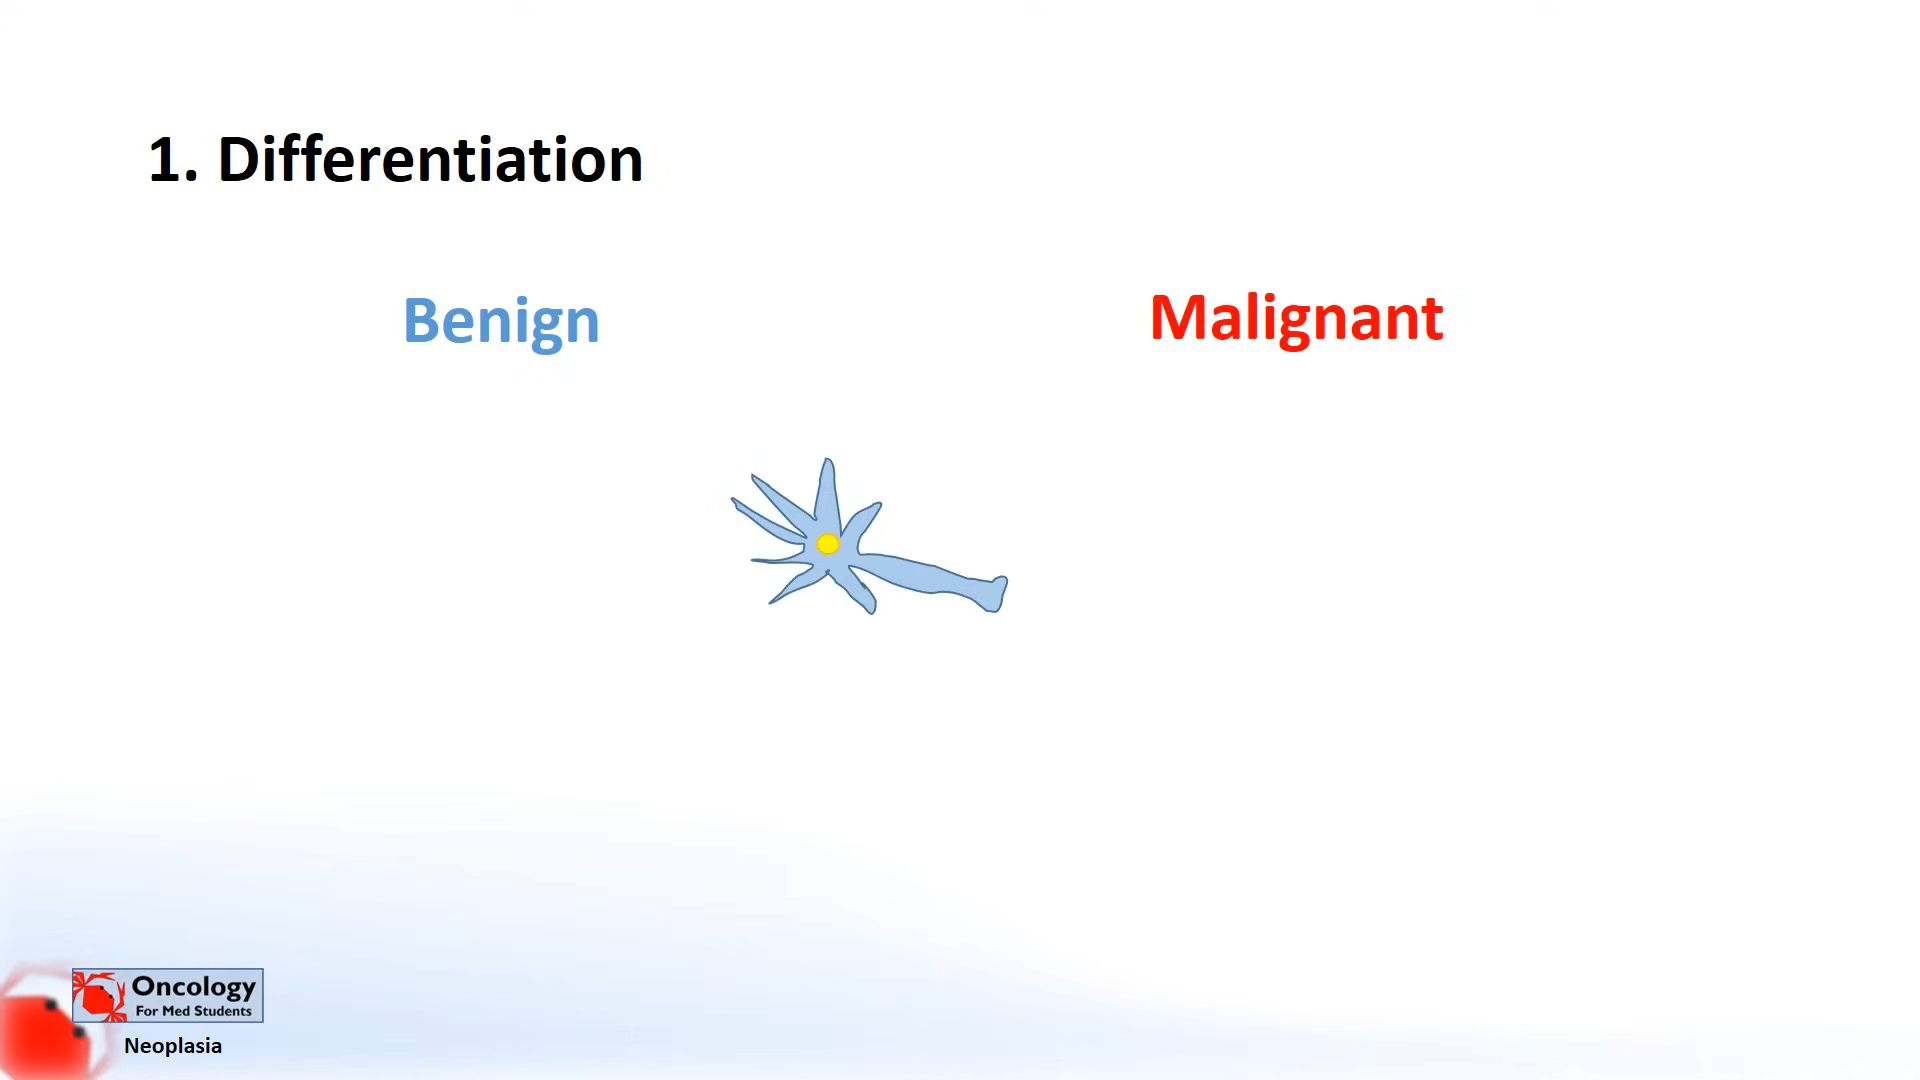 1. Differentiation
Benign
Malignant
Oncology
For Med Students
Neoplasia